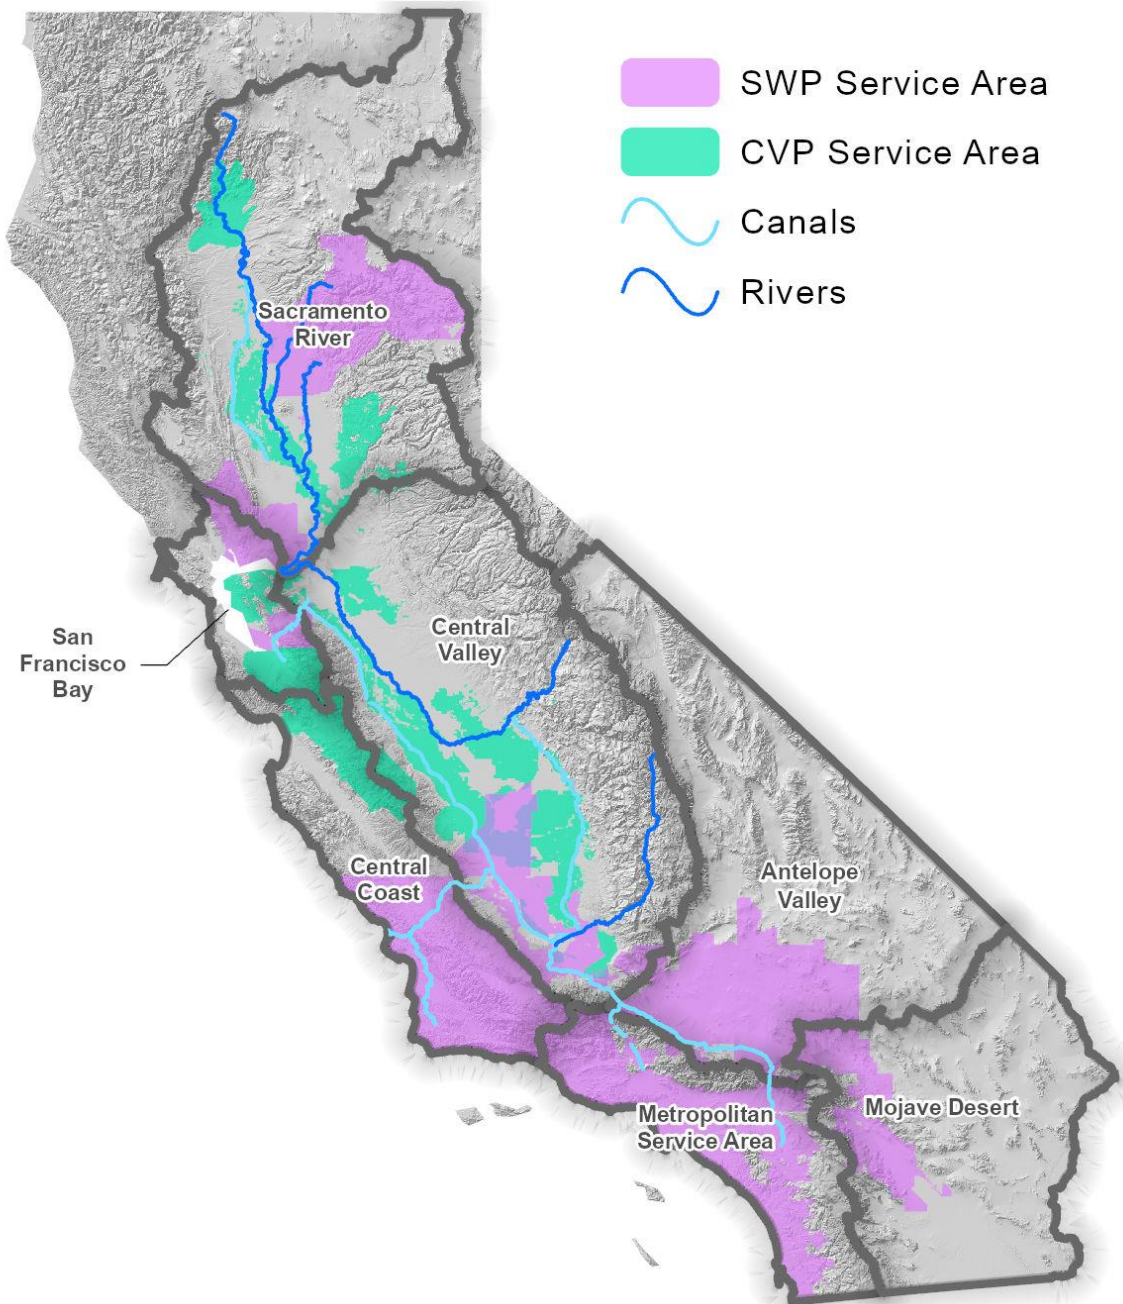 SWP Service Area
CVP Service Area
Canals
Rivers
Sacramento
River
San
Francisco
Bay
Central
Valley
Central
Coast
Antelope
Valley
Metropolitan
Service Area
Mojave Desert